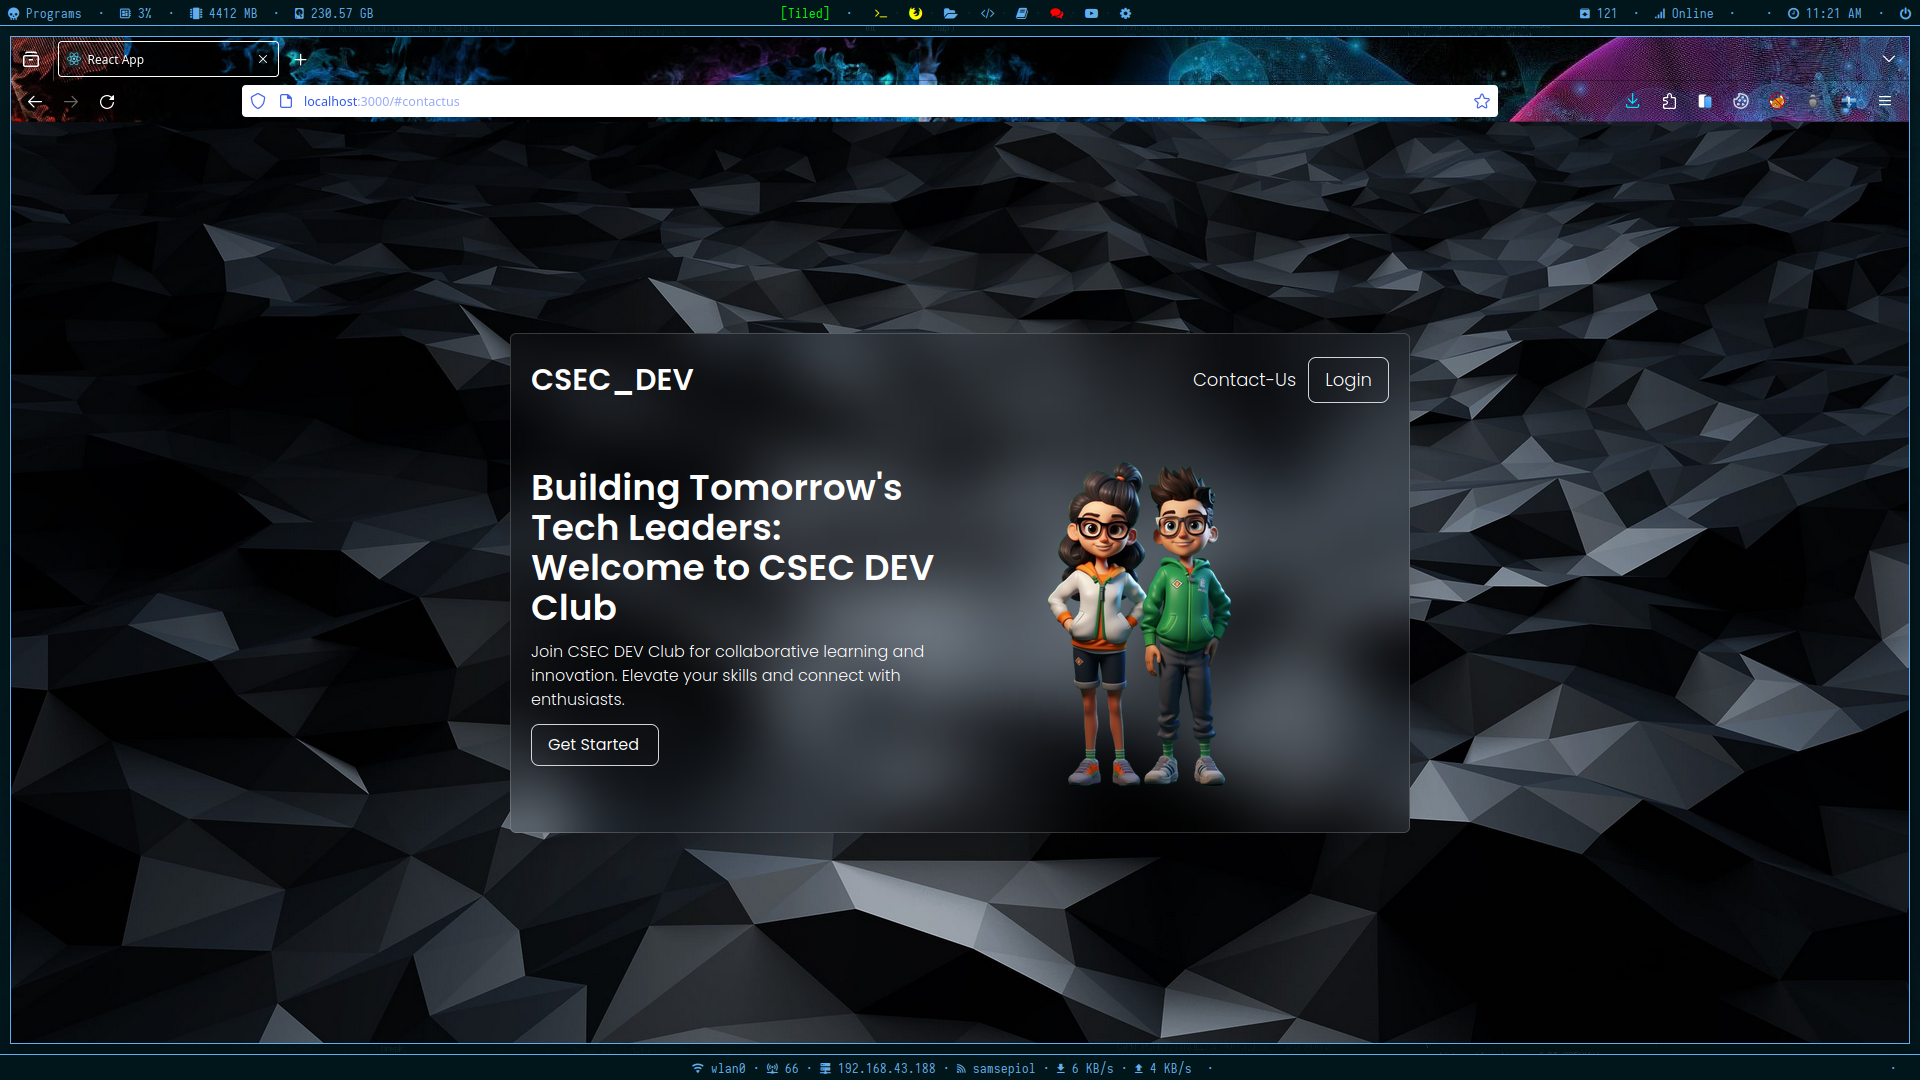 Programs · 3% · 4412 MB · 230.57 GB
[Tiled] ·
121 · Online · · 11:21 AM ·
React App
localhost:3000/#contactus
CSEC_DEV
Contact-Us
Login
Building Tomorrow's
Tech Leaders:
Welcome to CSEC DEV
Club
Join CSEC DEV Club for collaborative learning and
innovation. Elevate your skills and connect with
enthusiasts.
Get Started
wlan0 · 66 · 192.168.43.188 · samsepiol · 6 KB/s · 4 KB/s ·